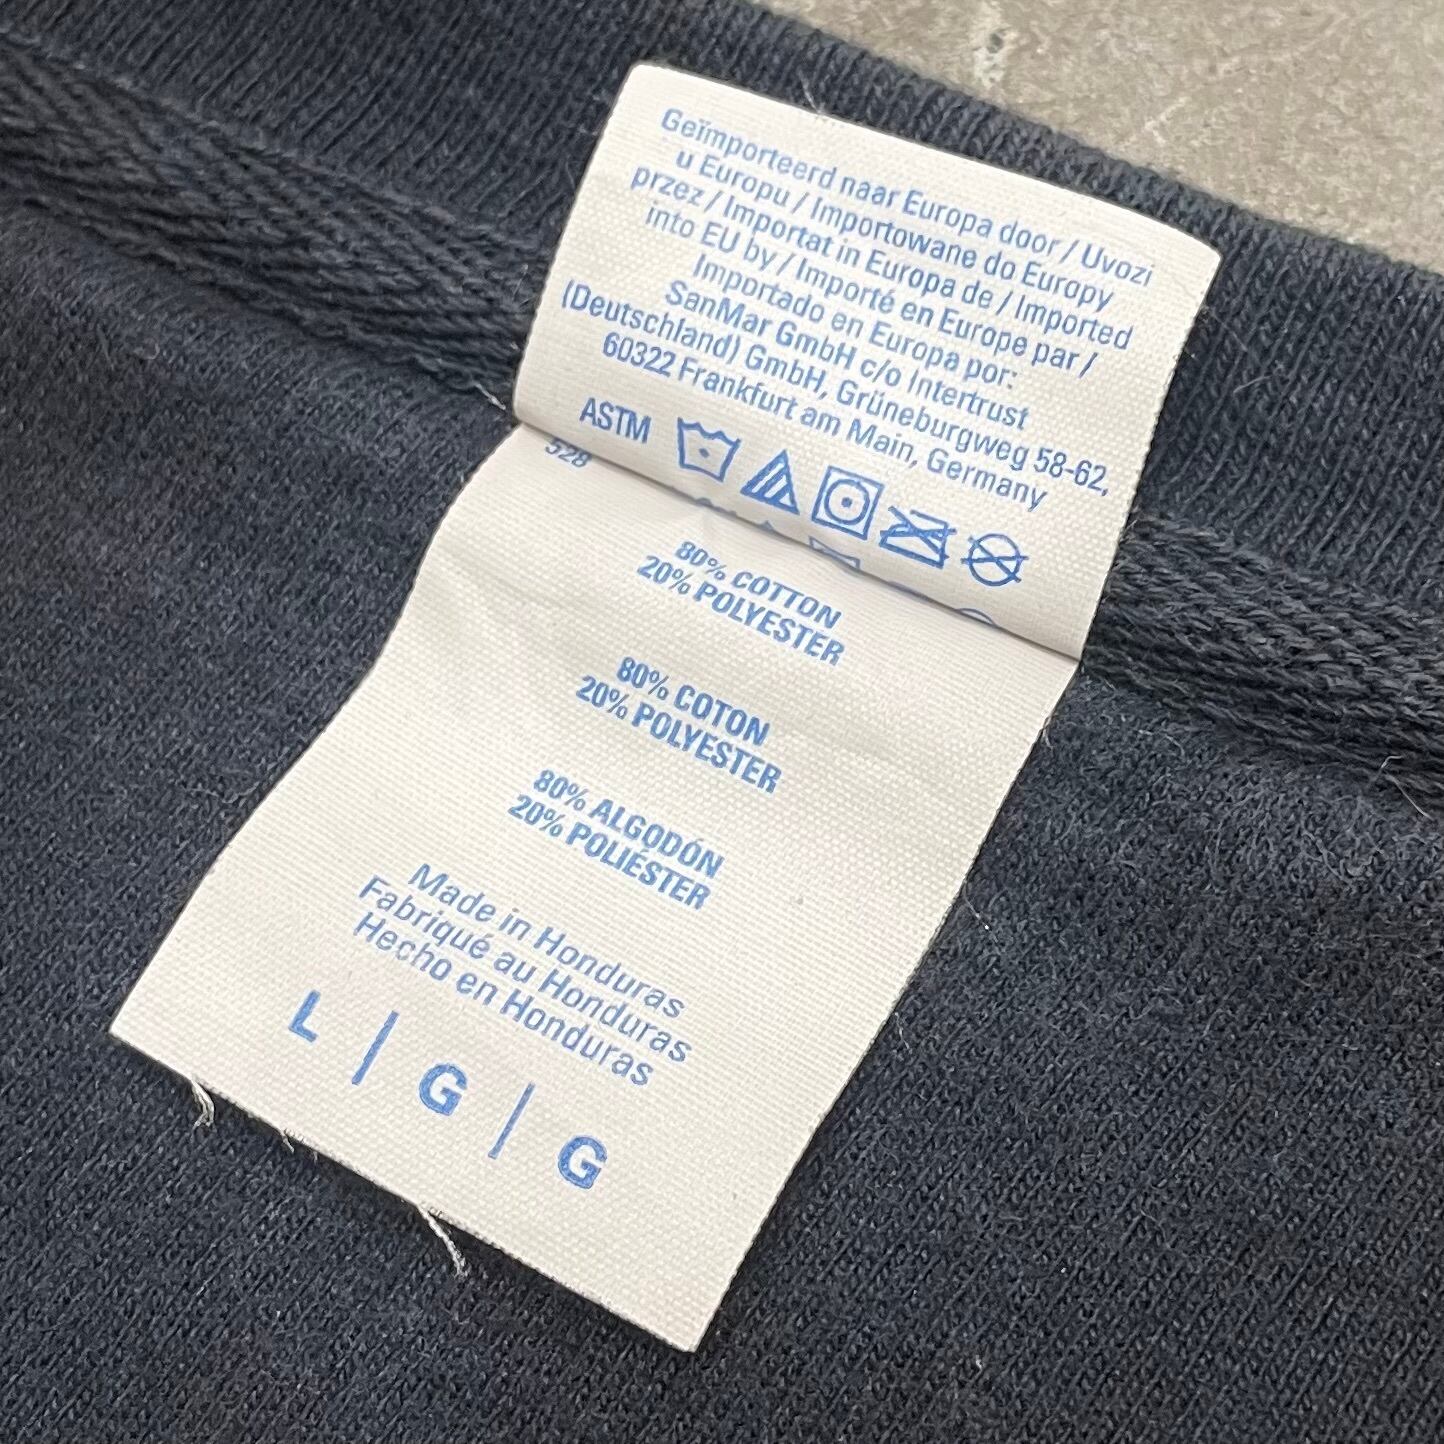 Geïmporteerd naar Europa door / Uvozi
u Europu / Importowane do Europy
przez / Importat in Europa de / Imported
into EU by / Importé en Europe par /
Importado en Europa por:
SanMar GmbH c/o Intertrust
(Deutschland) GmbH, Grüneburgweg 58-62,
60322 Frankfurt am Main, Germany
ASTM
528
80% COTTON
20% POLYESTER
80% COTON
20% POLYESTER
80% ALGODÓN
20% POLIÉSTER
Made in Honduras
Fabriqué au Honduras
Hecho en Honduras
L | G | G